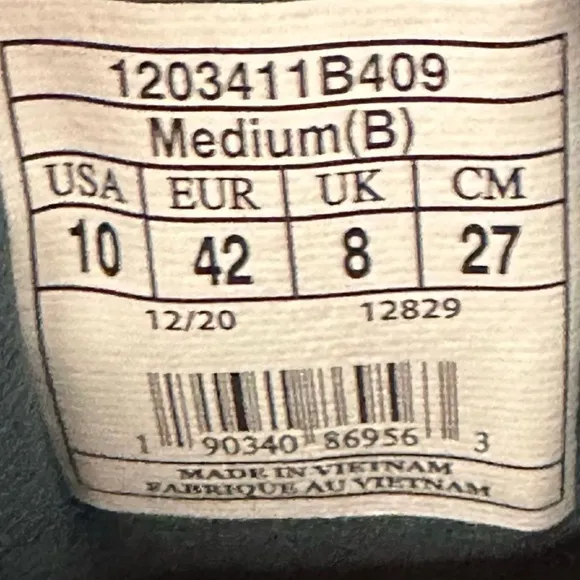 1203411B409
Medium(B)
USA EUR UK CM
10 42 8 27
12/20 12829
1 90340 86956 3
MADE IN VIETNAM
FABRIQUE AU VIETNAM